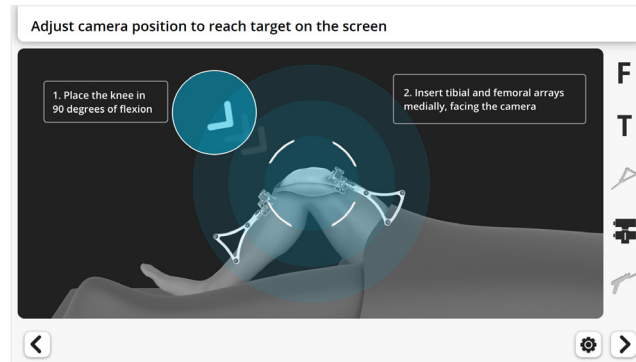 Adjust camera position to reach target on the screen
1. Place the knee in
90 degrees of flexion
2. Insert tibial and femoral arrays
medially, facing the camera
F
T